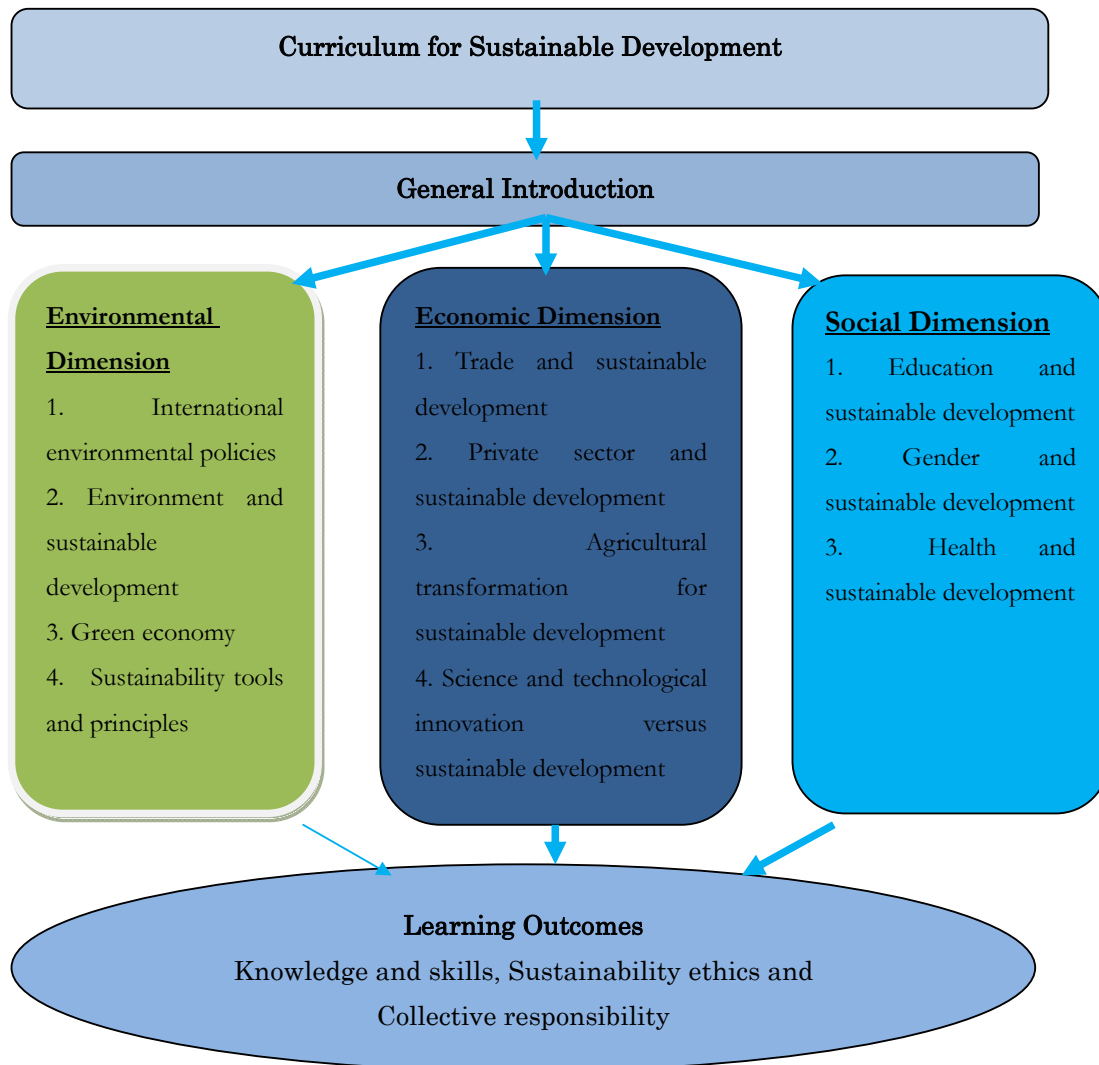 Curriculum for Sustainable Development
General Introduction
Environmental
Dimension
1. International
environmental policies
2. Environment and
sustainable
development
3. Green economy
4. Sustainability tools
and principles
Economic Dimension
1. Trade and sustainable
development
2. Private sector and
sustainable development
3. Agricultural
transformation for
sustainable development
4. Science and technological
innovation versus
sustainable development
Social Dimension
1. Education and
sustainable development
2. Gender and
sustainable development
3. Health and
sustainable development
Learning Outcomes
Knowledge and skills, Sustainability ethics and
Collective responsibility